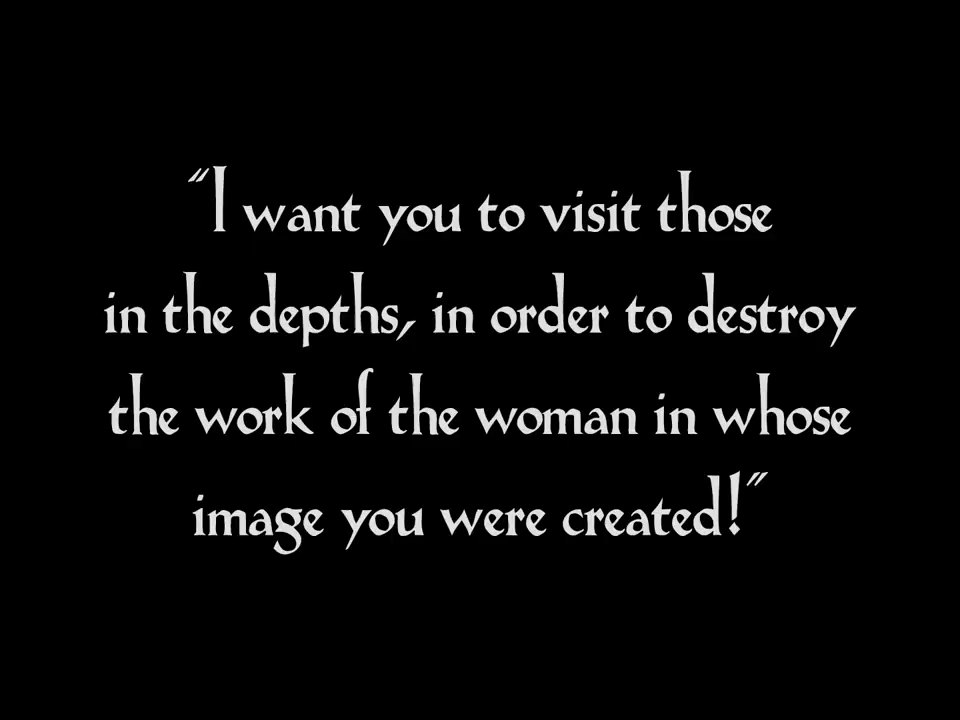 "I want you to visit those
in the depths, in order to destroy
the work of the woman in whose
image you were created!"